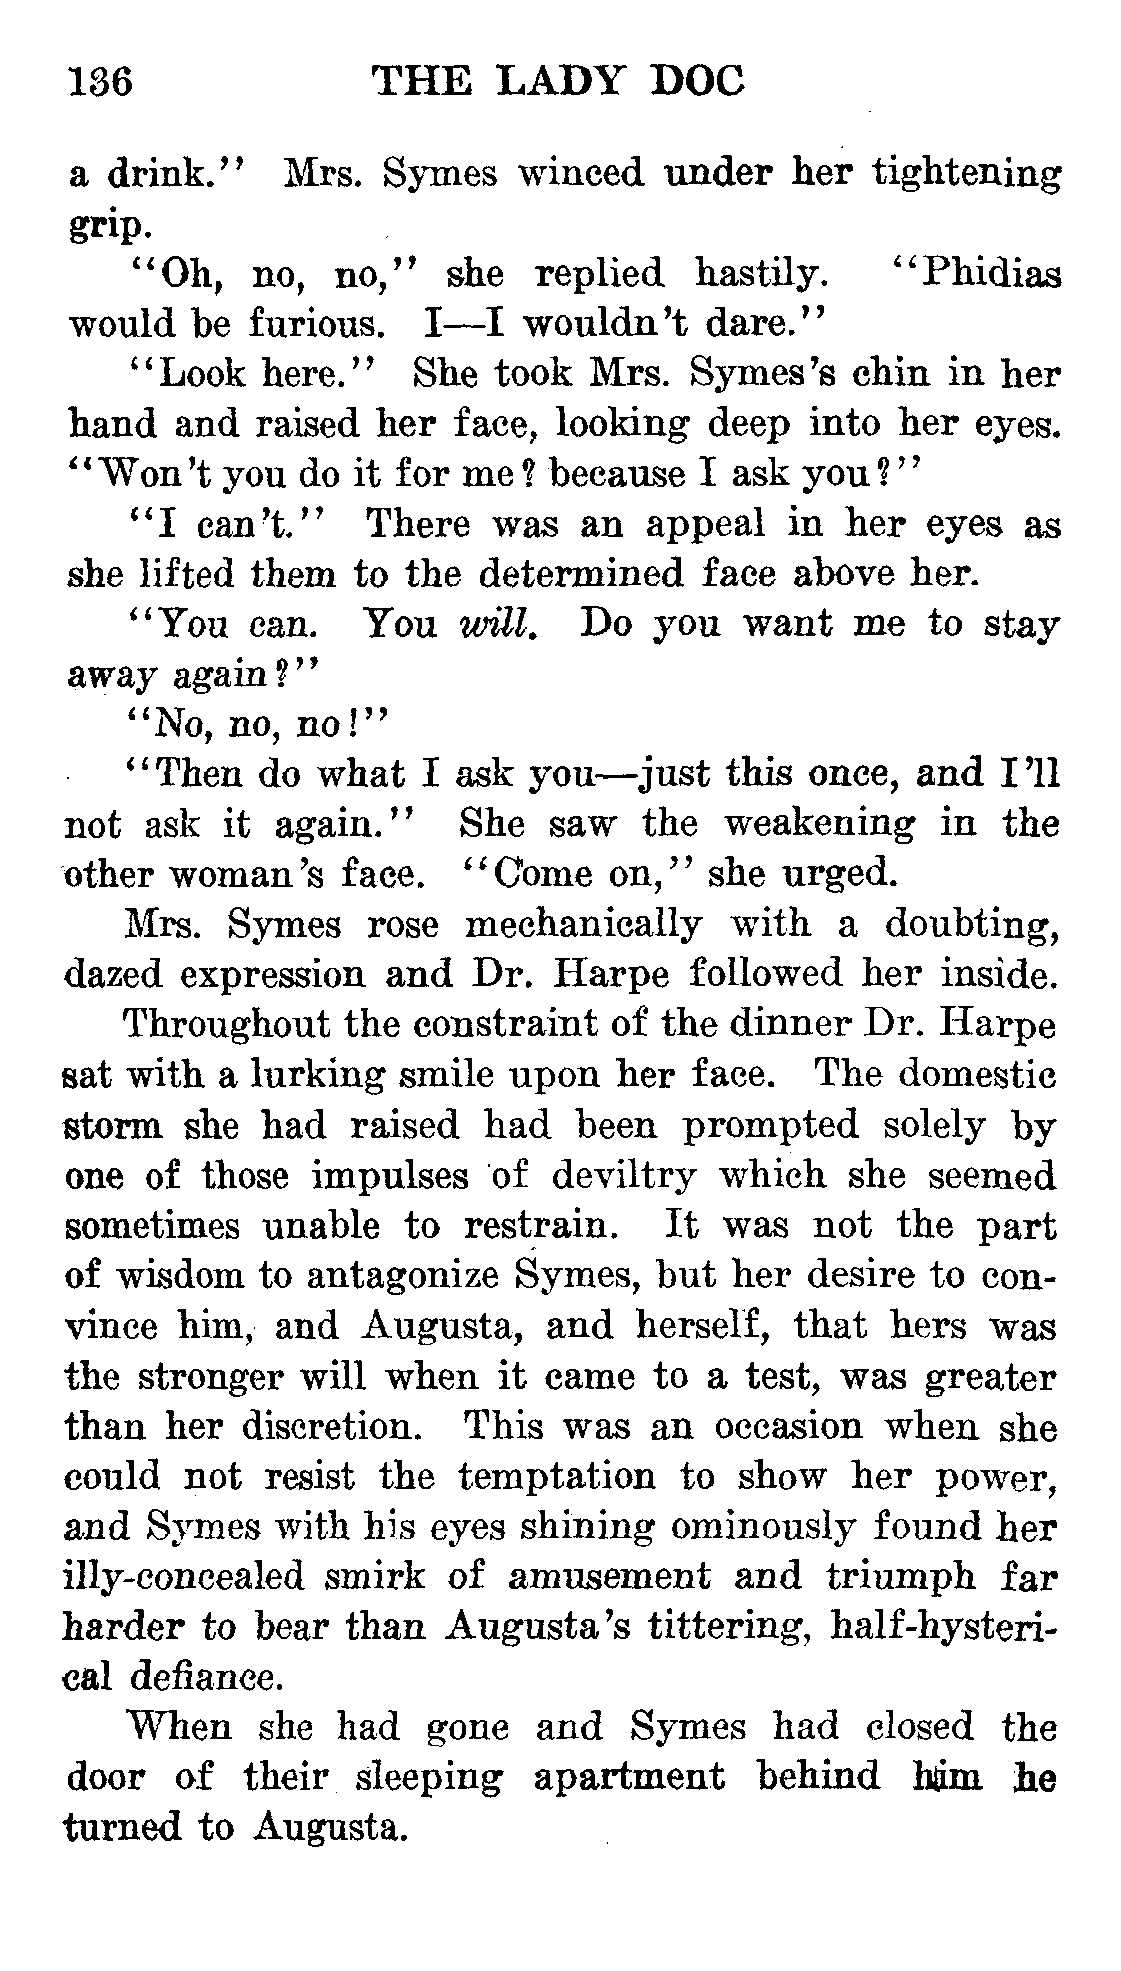 136 THE LADY DOC
a drink." Mrs. Symes winced under her tightening
grip.
"Oh, no, no," she replied hastily. "Phidias
would be furious. I—I wouldn't dare."
"Look here." She took Mrs. Symes's chin in her
hand and raised her face, looking deep into her eyes.
"Won't you do it for me? because I ask you?"
"I can't." There was an appeal in her eyes as
she lifted them to the determined face above her.
"You can. You will. Do you want me to stay
away again?"
"No, no, no!"
"Then do what I ask you—just this once, and I'll
not ask it again." She saw the weakening in the
other woman's face. "Come on," she urged.
Mrs. Symes rose mechanically with a doubting,
dazed expression and Dr. Harpe followed her inside.
Throughout the constraint of the dinner Dr. Harpe
sat with a lurking smile upon her face. The domestic
storm she had raised had been prompted solely by
one of those impulses of deviltry which she seemed
sometimes unable to restrain. It was not the part
of wisdom to antagonize Symes, but her desire to con-
vince him, and Augusta, and herself, that hers was
the stronger will when it came to a test, was greater
than her discretion. This was an occasion when she
could not resist the temptation to show her power,
and Symes with his eyes shining ominously found her
illy-concealed smirk of amusement and triumph far
harder to bear than Augusta's tittering, half-hysteri-
cal defiance.
When she had gone and Symes had closed the
door of their sleeping apartment behind him he
turned to Augusta.